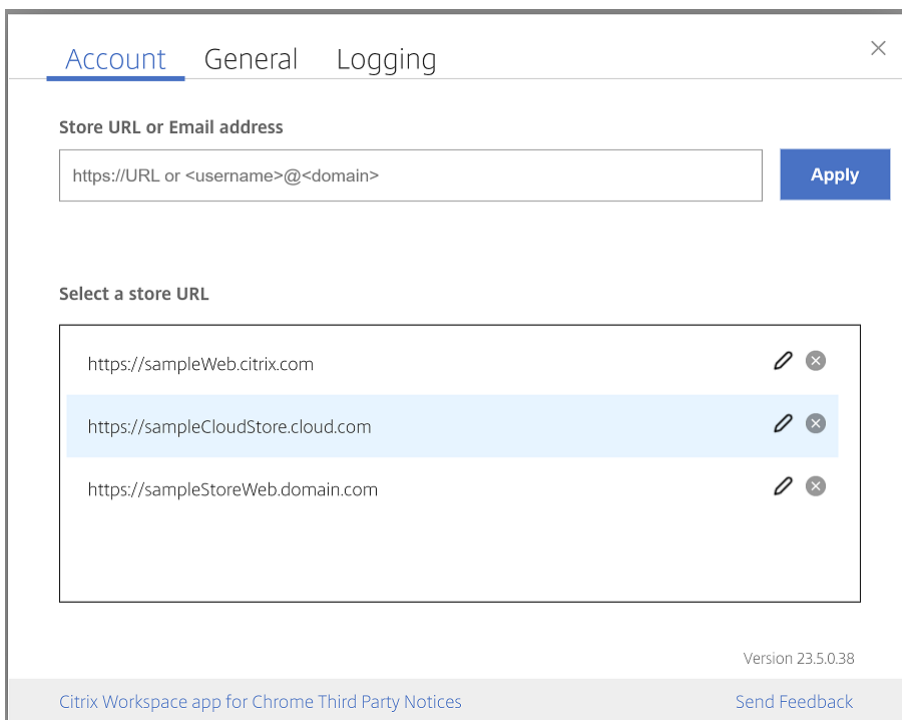 Account General Logging
Store URL or Email address
https://URL or <username>@<domain>
Apply
Select a store URL
https://sampleWeb.citrix.com
https://sampleCloudStore.cloud.com
https://sampleStoreWeb.domain.com
Version 23.5.0.38
Citrix Workspace app for Chrome Third Party Notices
Send Feedback